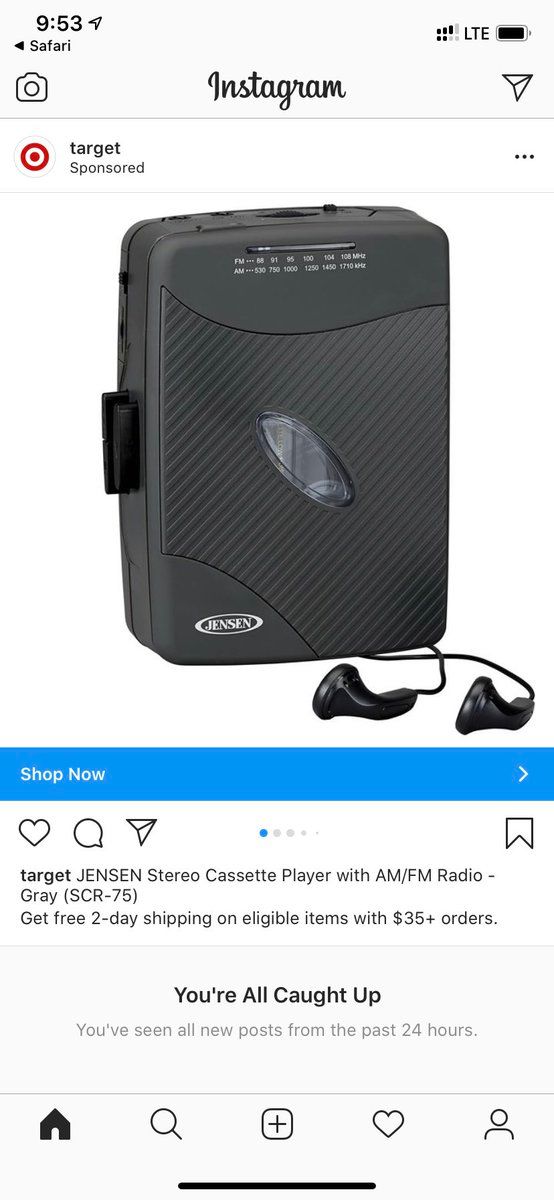 9:53
LTE
◀ Safari
Instagram
target
Sponsored
FM ••• 88 91 95 100 104 108 MHz
AM ••• 530 750 1000 1250 1450 1710 kHz
JENSEN
Shop Now
target JENSEN Stereo Cassette Player with AM/FM Radio -
Gray (SCR-75)
Get free 2-day shipping on eligible items with $35+ orders.
You're All Caught Up
You've seen all new posts from the past 24 hours.